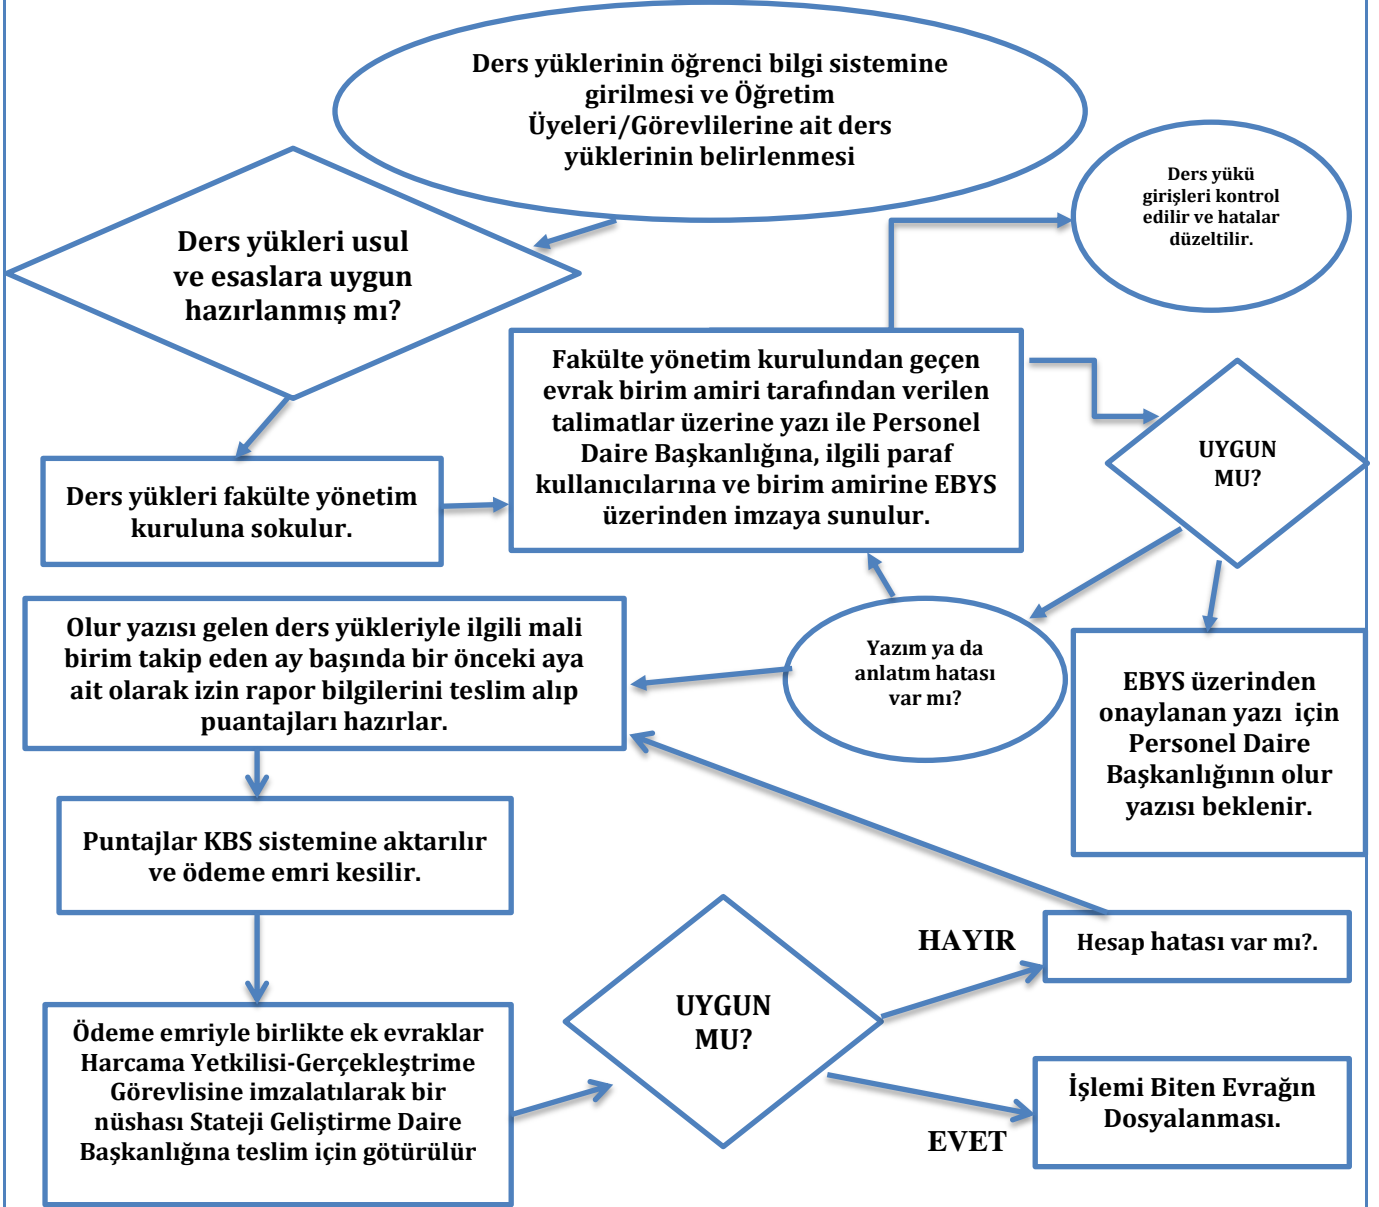 Ders yüklerinin öğrenci bilgi sistemine
girilmesi ve Öğretim
Üyeleri/Görevlilerine ait ders
yüklerinin belirlenmesi
Ders yükü
girişleri kontrol
edilir ve hatalar
düzeltilir.
Ders yükleri usul
ve esaslara uygun
hazırlanmış mı?
Fakülte yönetim kurulundan geçen
evrak birim amiri tarafından verilen
talimatlar üzerine yazı ile Personel
Daire Başkanlığına, ilgili paraf
kullanıcılarına ve birim amirine EBYS
üzerinden imzaya sunulur.
UYGUN
MU?
Ders yükleri fakülte yönetim
kuruluna sokulur.
Olur yazısı gelen ders yükleriyle ilgili mali
birim takip eden ay başında bir önceki aya
ait olarak izin rapor bilgilerini teslim alıp
puantajları hazırlar.
Yazım ya da
anlatım hatası
var mı?
EBYS üzerinden
onaylanan yazı  için
Personel Daire
Başkanlığının olur
yazısı beklenir.
Puntajlar KBS sistemine aktarılır
ve ödeme emri kesilir.
HAYIR
Hesap hatası var mı?.
UYGUN
MU?
Ödeme emriyle birlikte ek evraklar
Harcama Yetkilisi-Gerçekleştrime
Görevlisine imzalatılarak bir
nüshası Stateji Geliştirme Daire
Başkanlığına teslim için götürülür
İşlemi Biten Evrağın
Dosyalanması.
EVET